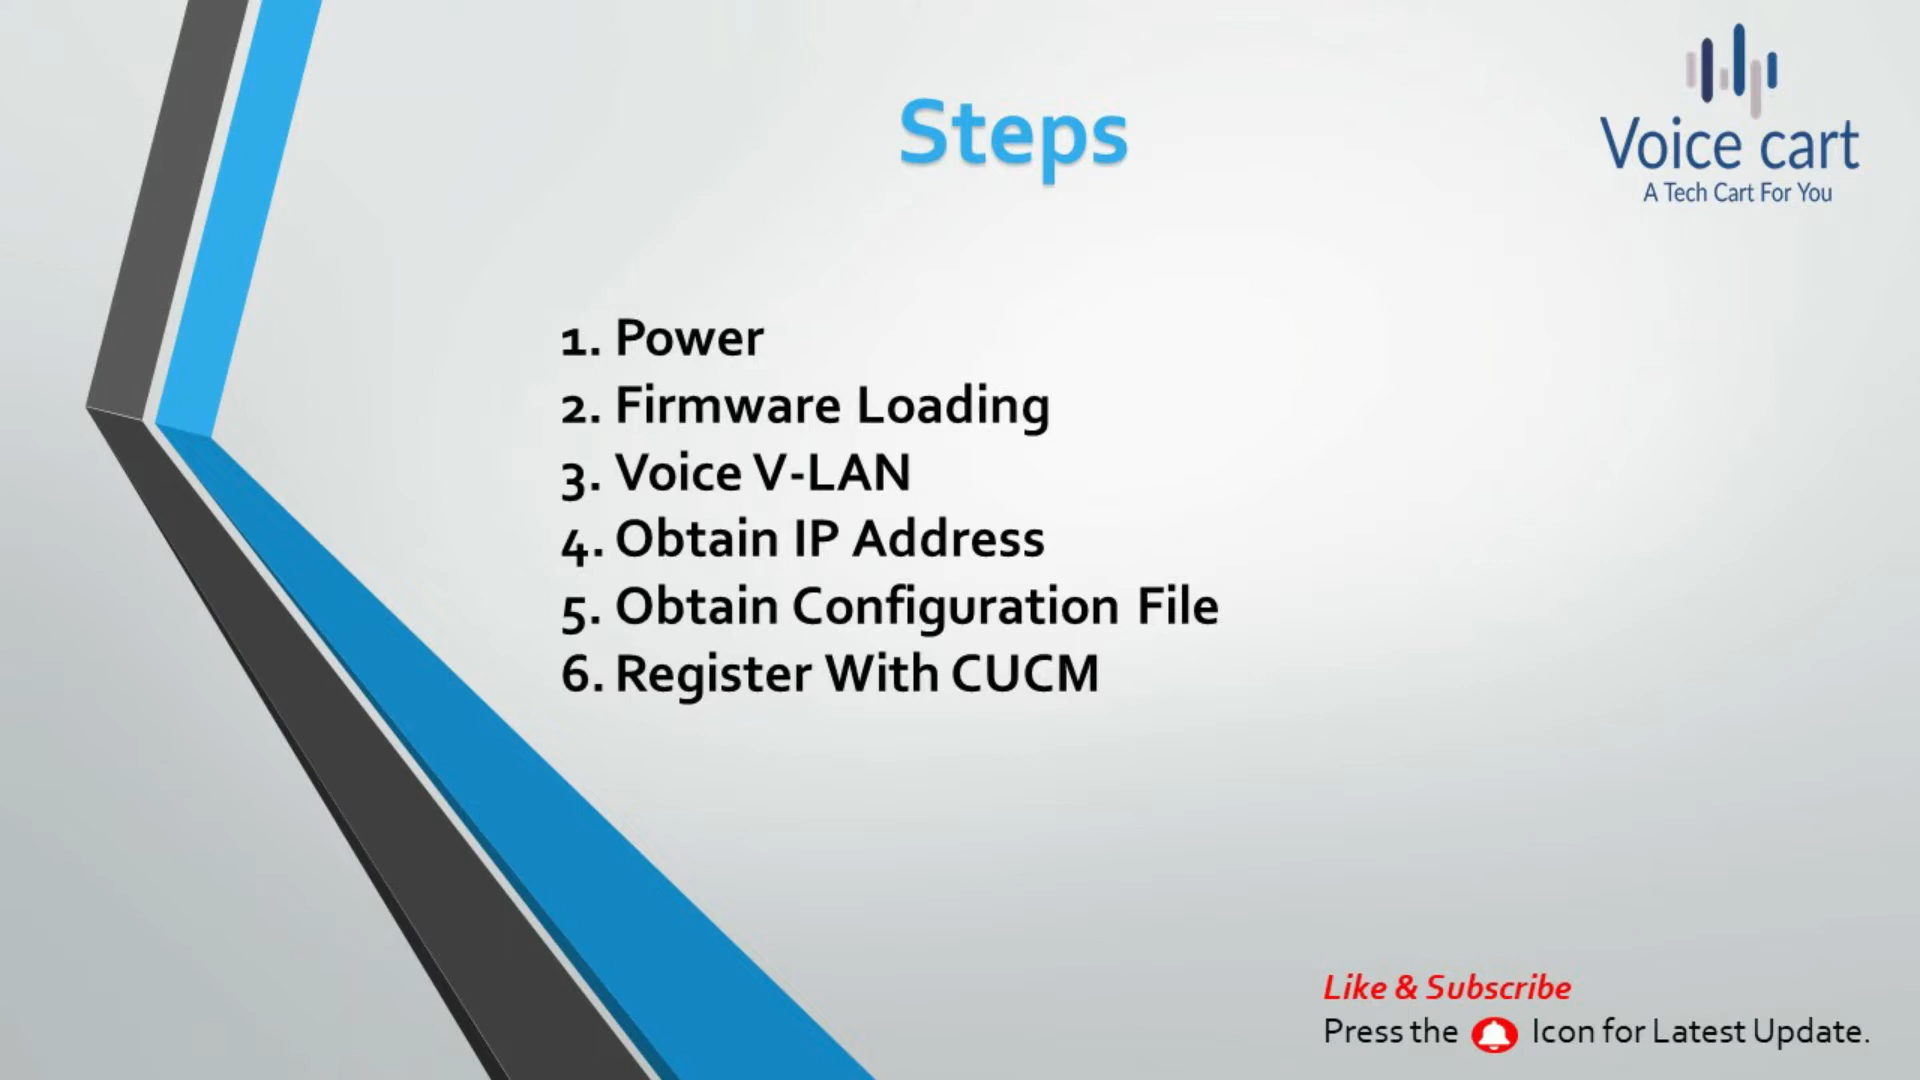 Steps
Voice cart
A Tech Cart For You
1. Power
2. Firmware Loading
3. Voice V-LAN
4. Obtain IP Address
5. Obtain Configuration File
6. Register With CUCM
Like & Subscribe
Press the Icon for Latest Update.